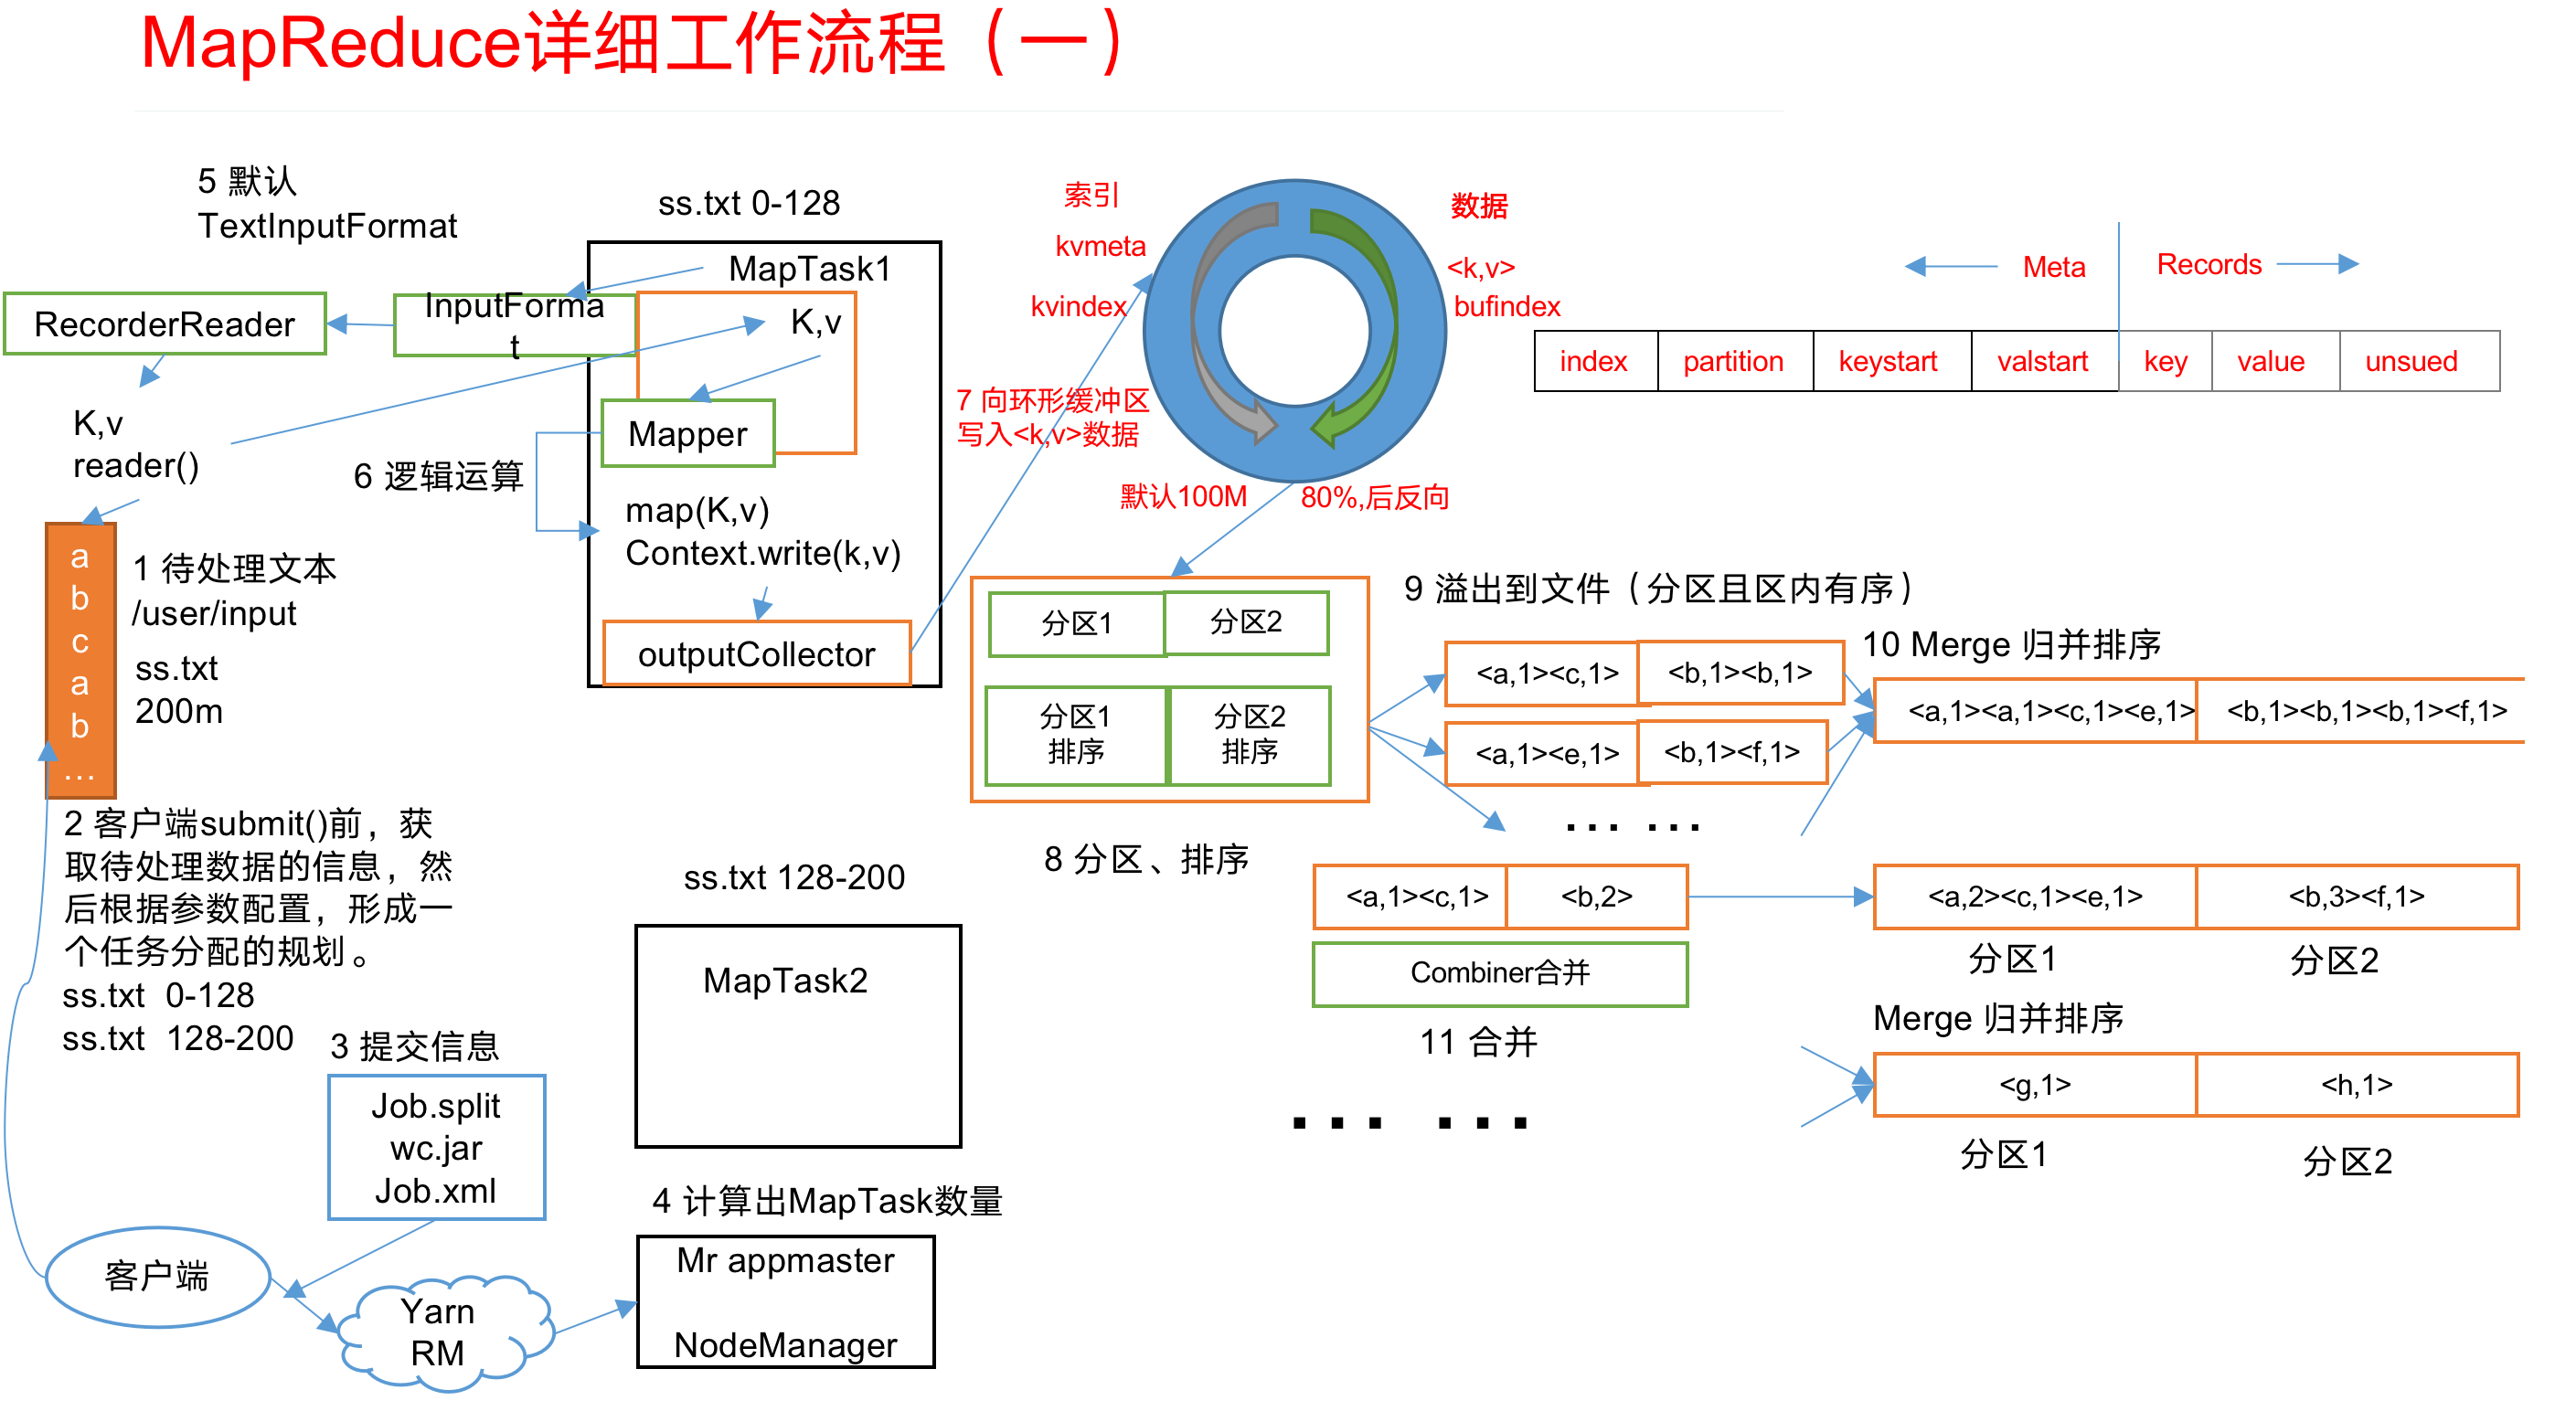 MapReduce详细工作流程（一）
5 默认
TextInputFormat
RecorderReader
InputForma
t
K,v
reader()
a
b
c
a
b
…
1 待处理文本
/user/input
ss.txt
200m
2 客户端submit()前，获
取待处理数据的信息，然
后根据参数配置，形成一
个任务分配的规划。
ss.txt 0-128
ss.txt 128-200
3 提交信息
Job.split
wc.jar
Job.xml
客户端
Yarn
RM
4 计算出MapTask数量
Mr appmaster
NodeManager
ss.txt 0-128
MapTask1
K,v
Mapper
6 逻辑运算
map(K,v)
Context.write(k,v)
outputCollector
ss.txt 128-200
MapTask2
7 向环形缓冲区
写入<k,v>数据
索引
kvmeta
kvindex
数据
<k,v>
bufindex
默认100M
80%,后反向
Meta
Records
index partition keystart valstart key value unsued
分区1
分区2
分区1
排序
分区2
排序
8 分区、排序
9 溢出到文件（分区且区内有序）
<a,1><c,1> <b,1><b,1>
<a,1><e,1> <b,1><f,1>
… …
10 Merge 归并排序
<a,1><a,1><c,1><e,1> <b,1><b,1><b,1><f,1>
<a,1><c,1> <b,2>
Combiner合并
11 合并
… …
<a,2><c,1><e,1> <b,3><f,1>
分区1 分区2
Merge 归并排序
<g,1> <h,1>
分区1 分区2